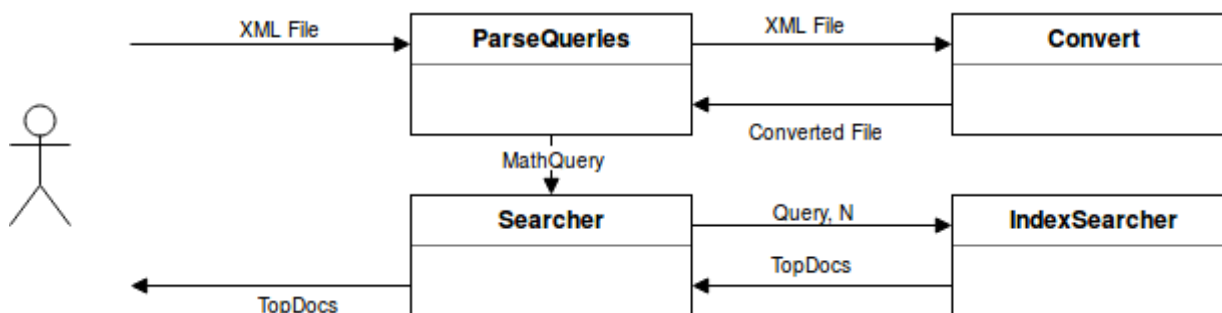 XML File
ParseQueries
XML File
Convert
Converted File
MathQuery
Searcher
Query, N
IndexSearcher
TopDocs
TopDocs